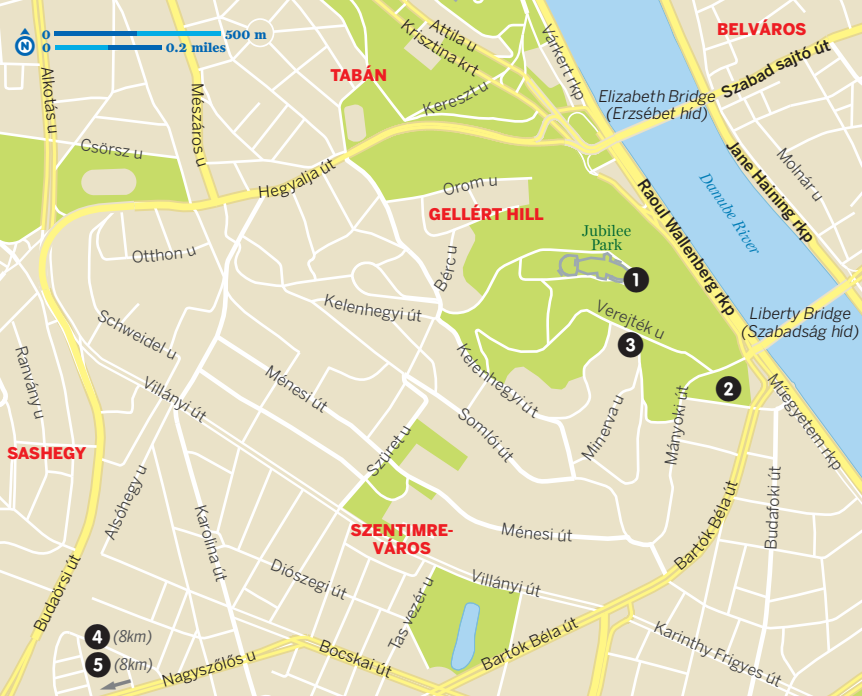 0 500 m
0 0.2 miles
N
BELVÁROS
Attila u
Krisztina krt
Várkert rkp
Szabad sajtó út
TABÁN
Alkotás u
Mészáros u
Kereszt u
Elizabeth Bridge
(Erzsébet híd)
Csörsz u
Molnár u
Jane Haining rkp
Hegyalja út
Orom u
Raoul Wallenberg rkp
Danube River
GELLÉRT HILL
Jubilee
Park
Otthon u
Bérc u
1
Kelenhegyi út
Verejték u
Liberty Bridge
(Szabadság híd)
Schweidel u
3
Ranvány u
Villányi út
Ménesi út
Kelenhegyi út
2
Műegyetem rkp
Somlói út
Minerva u
Mányoki út
SASHEGY
Szüret u
Alsóhegy u
Karolina út
Budafoki út
SZENTIMRE-
VÁROS
Ménesi út
Bartók Béla út
Diószegi út
Villányi út
Budaörsi út
Tas vezér u
4 (8km)
5 (8km)
Nagyszőlős u
Bocskai út
Bartók Béla út
Karinthy Frigyes út